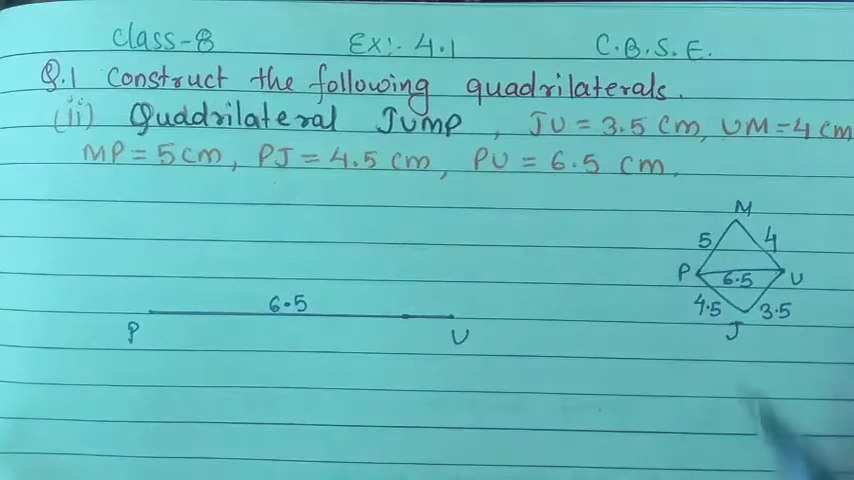 Class-8 Ex:- 4.1 C.B.S.E.
Q.1 Construct the following quadrilaterals.
(ii) Quadrilateral JUMP, JU = 3.5 cm, UM = 4 cm
MP = 5 cm, PJ = 4.5 cm, PU = 6.5 cm.
M
5 4
P 6.5 U
4.5 3.5
J
6.5
P U